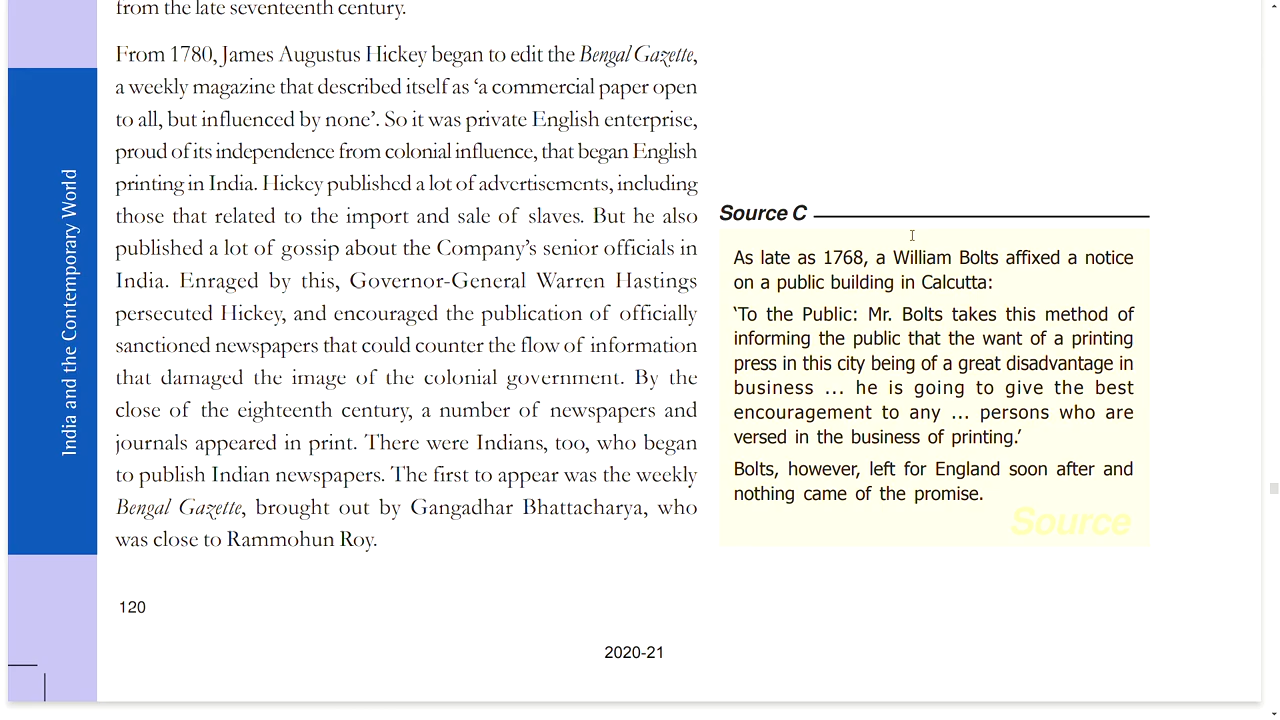 from the late seventeenth century.
From 1780, James Augustus Hickey began to edit the Bengal Gazette,
a weekly magazine that described itself as ‘a commercial paper open
to all, but influenced by none’. So it was private English enterprise,
proud of its independence from colonial influence, that began English
printing in India. Hickey published a lot of advertisements, including
those that related to the import and sale of slaves. But he also
published a lot of gossip about the Company’s senior officials in
India. Enraged by this, Governor-General Warren Hastings
persecuted Hickey, and encouraged the publication of officially
sanctioned newspapers that could counter the flow of information
that damaged the image of the colonial government. By the
close of the eighteenth century, a number of newspapers and
journals appeared in print. There were Indians, too, who began
to publish Indian newspapers. The first to appear was the weekly
Bengal Gazette, brought out by Gangadhar Bhattacharya, who
was close to Rammohun Roy.
India and the Contemporary World
Source C
As late as 1768, a William Bolts affixed a notice
on a public building in Calcutta:
‘To the Public: Mr. Bolts takes this method of
informing the public that the want of a printing
press in this city being of a great disadvantage in
business ... he is going to give the best
encouragement to any ... persons who are
versed in the business of printing.’
Bolts, however, left for England soon after and
nothing came of the promise.
Source
120
2020-21